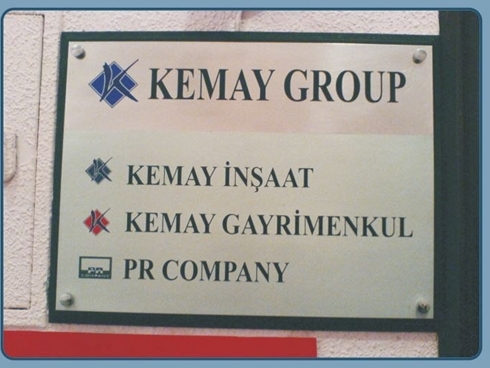 KEMAY GROUP
KEMAY İNŞAAT
KEMAY GAYRİMENKUL
PR COMPANY